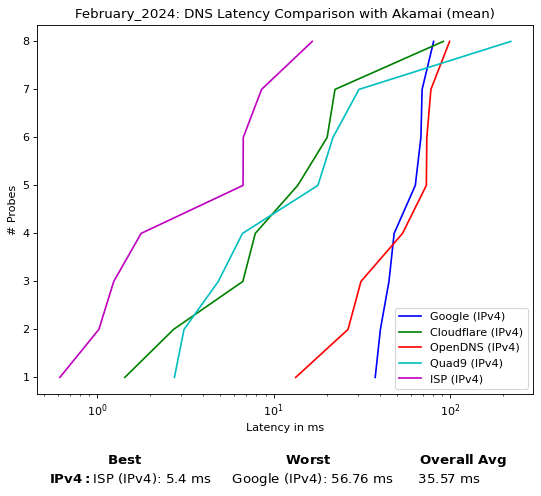 February_2024: DNS Latency Comparison with Akamai (mean)
8
7
6
5
4
3
2
1
# Probes
Google (IPv4)
Cloudflare (IPv4)
OpenDNS (IPv4)
Quad9 (IPv4)
ISP (IPv4)
10⁰ 10¹ 10²
Latency in ms
Best Worst Overall Avg
IPv4: ISP (IPv4): 5.4 ms Google (IPv4): 56.76 ms 35.57 ms